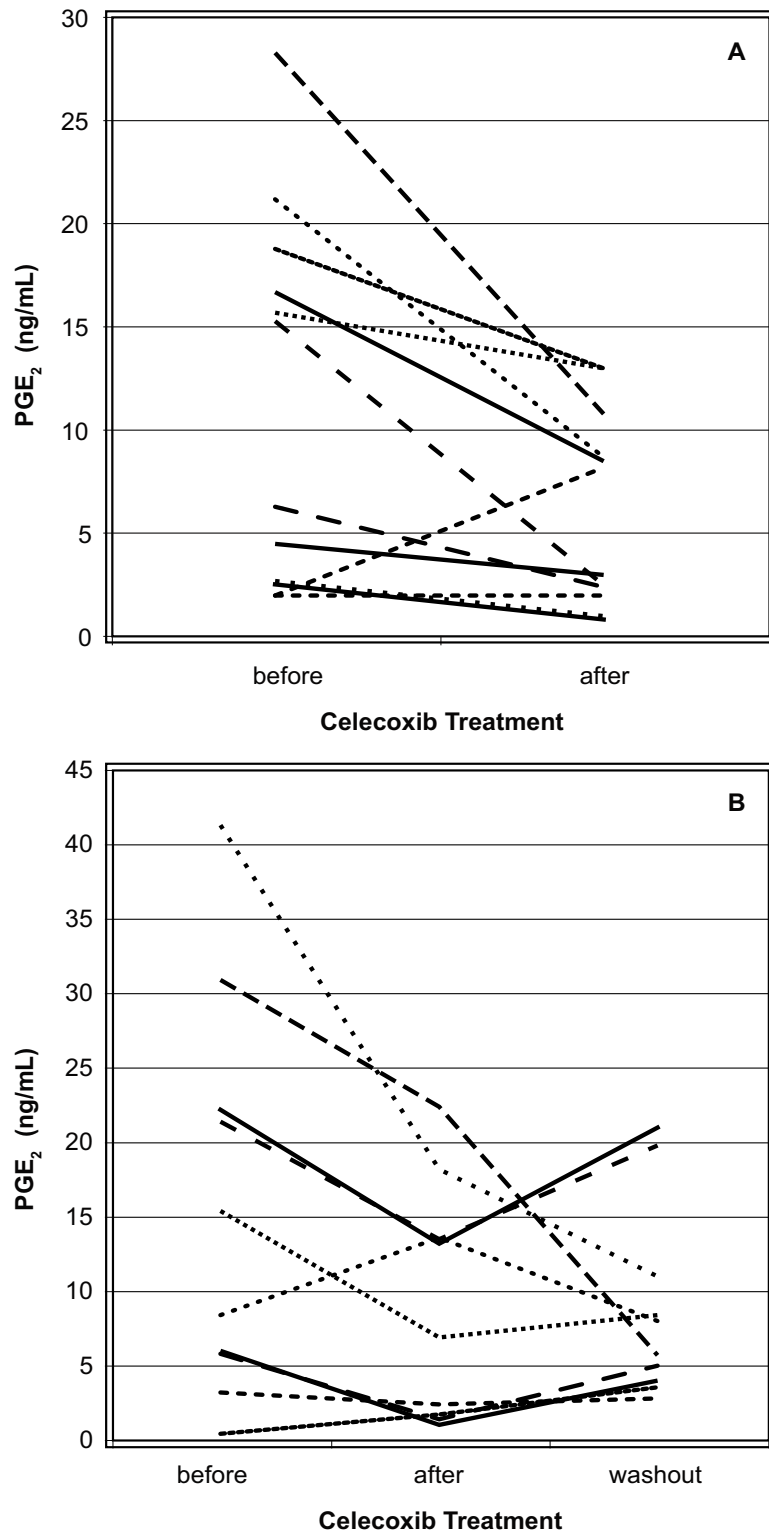 30
A
25
20
15
10
5
0
PGE₂ (ng/mL)
before after
Celecoxib Treatment
45
B
40
35
30
25
20
15
10
5
0
PGE₂ (ng/mL)
before after washout
Celecoxib Treatment